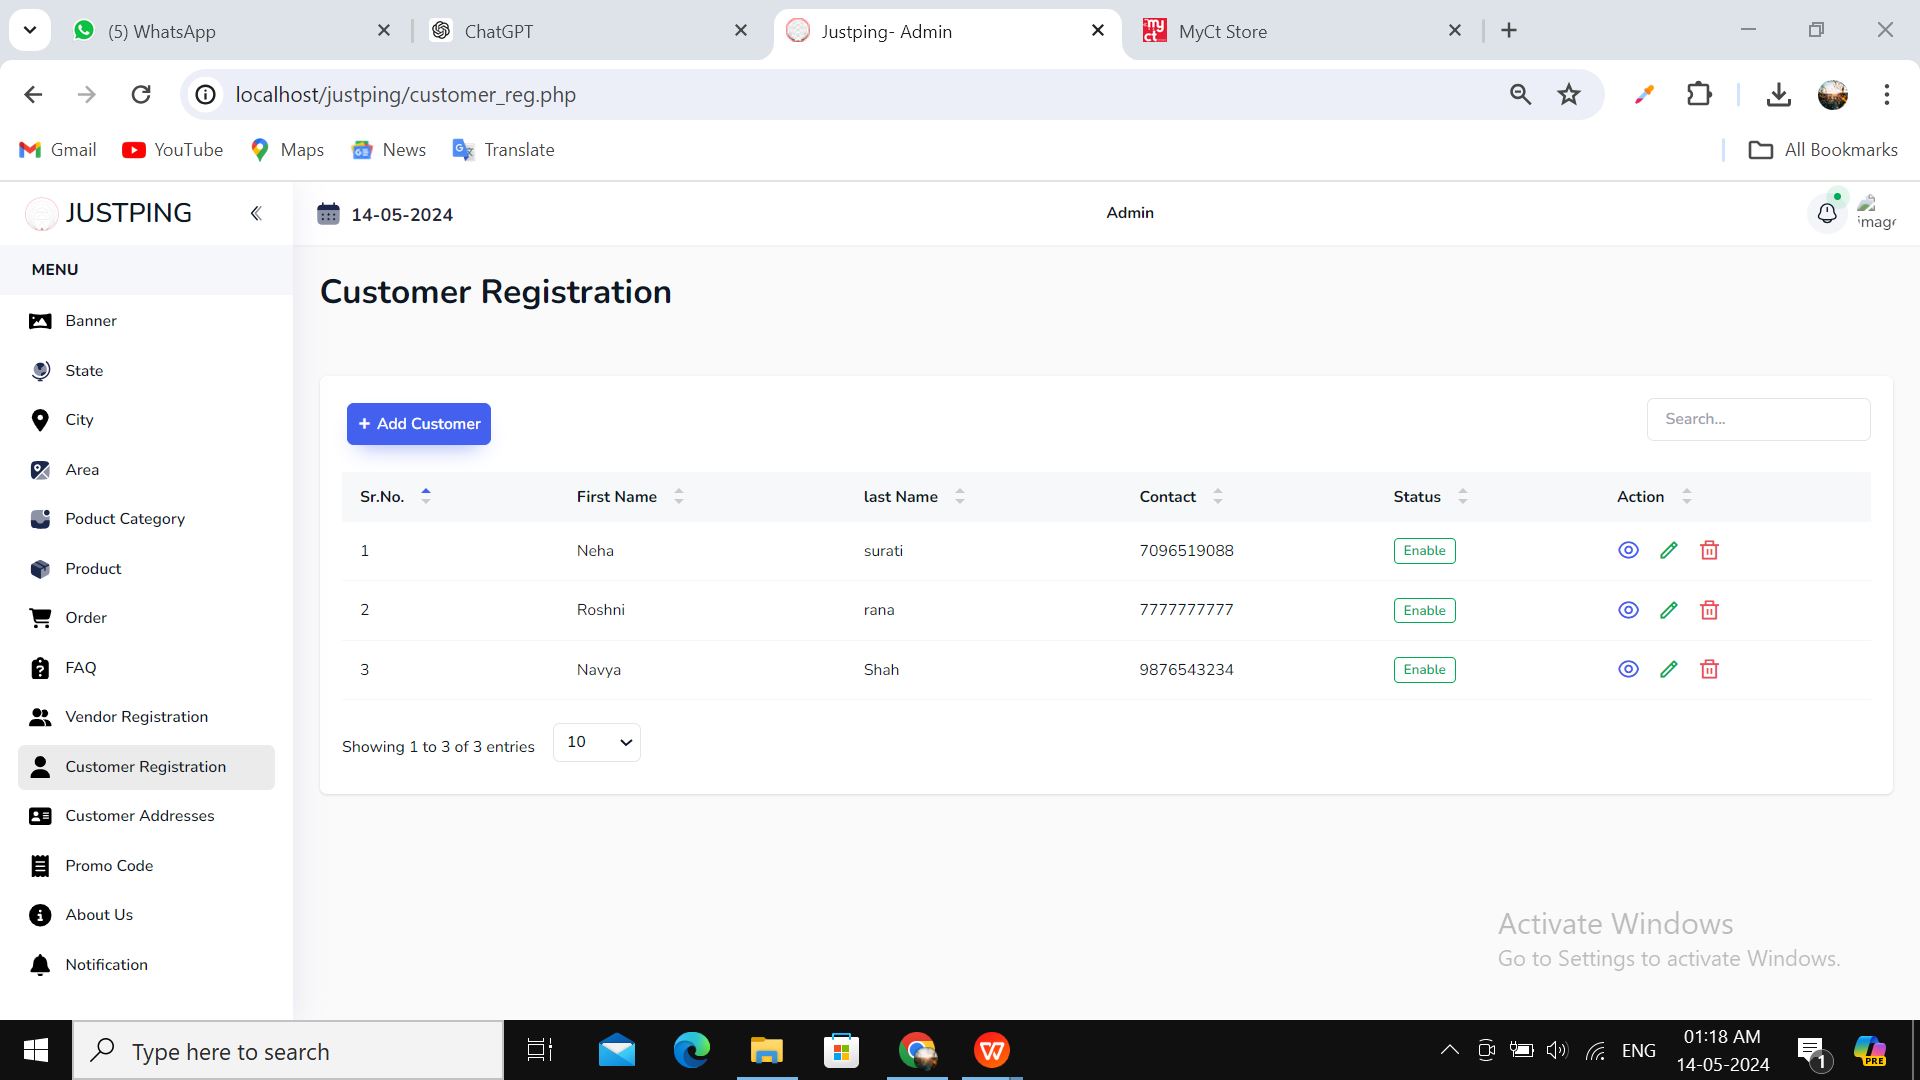 (5) WhatsApp
ChatGPT
Justping- Admin
MyCt Store
localhost/justping/customer_reg.php
Gmail
YouTube
Maps
News
Translate
All Bookmarks
JUSTPING
14-05-2024
Admin
image
MENU
Banner
State
City
Area
Poduct Category
Product
Order
FAQ
Vendor Registration
Customer Registration
Customer Addresses
Promo Code
About Us
Notification
Customer Registration
+ Add Customer
Search...
Sr.No. First Name last Name Contact Status Action
1 Neha surati 7096519088 Enable
2 Roshni rana 7777777777 Enable
3 Navya Shah 9876543234 Enable
Showing 1 to 3 of 3 entries 10
Activate Windows
Go to Settings to activate Windows.
Type here to search
ENG
01:18 AM
14-05-2024
1
PRE